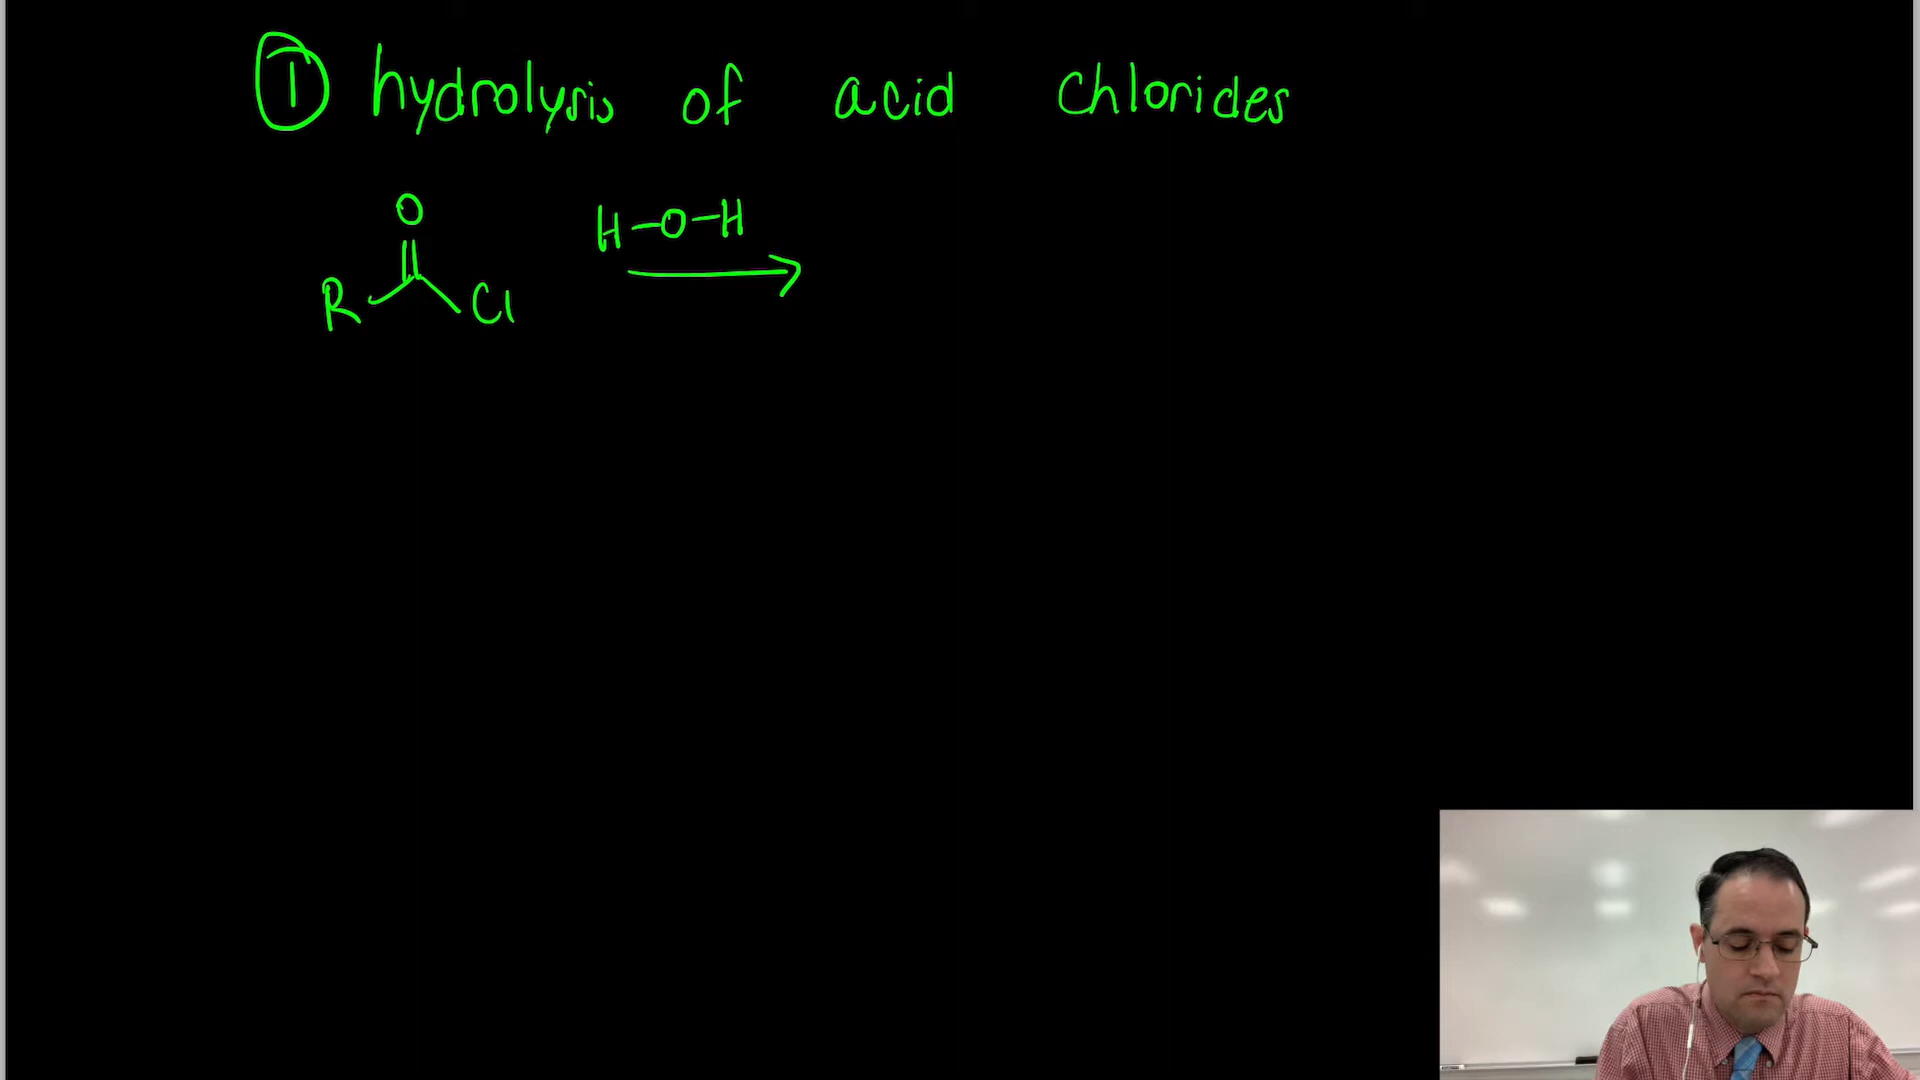 ① hydrolysis of acid chlorides
O
H-O-H
R Cl